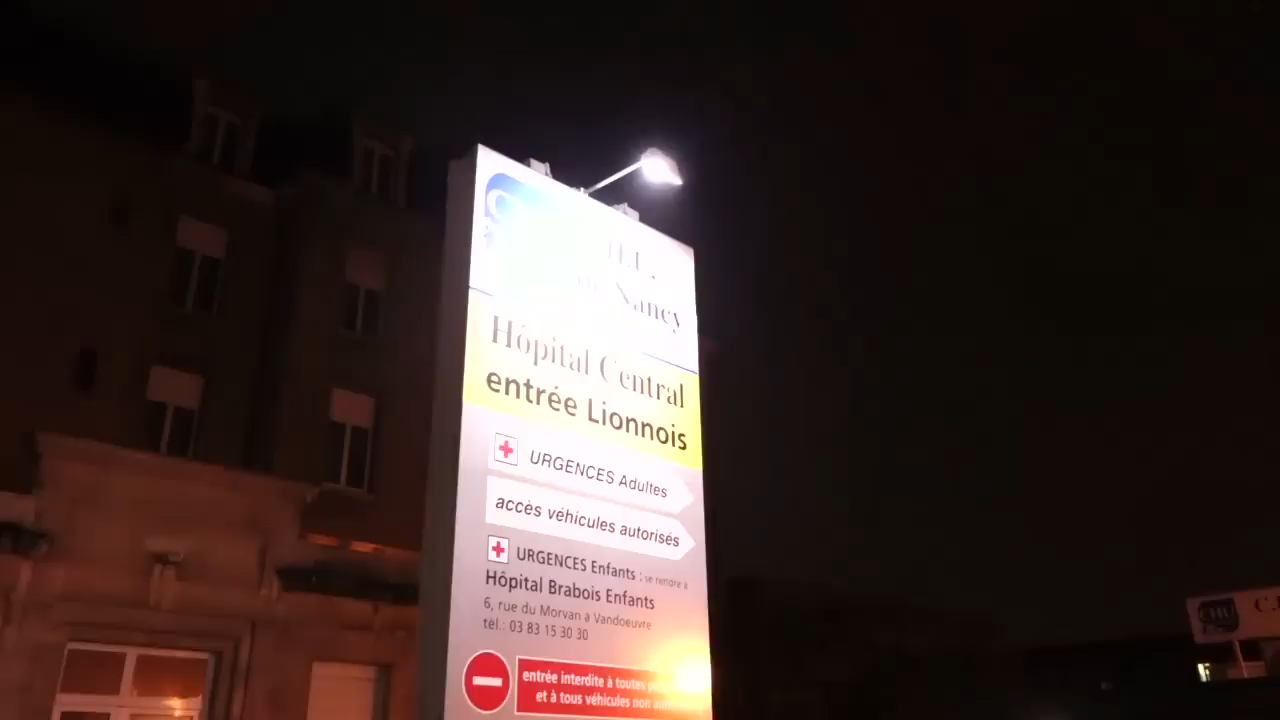 H.U.
Nancy
Hôpital Central
entrée Lionnois
URGENCES Adultes
accès véhicules autorisés
URGENCES Enfants : se rendre à
Hôpital Brabois Enfants
6, rue du Morvan à Vandoeuvre
tél.: 03 83 15 30 30
entrée interdite à toutes
et à tous véhicules non
CHU